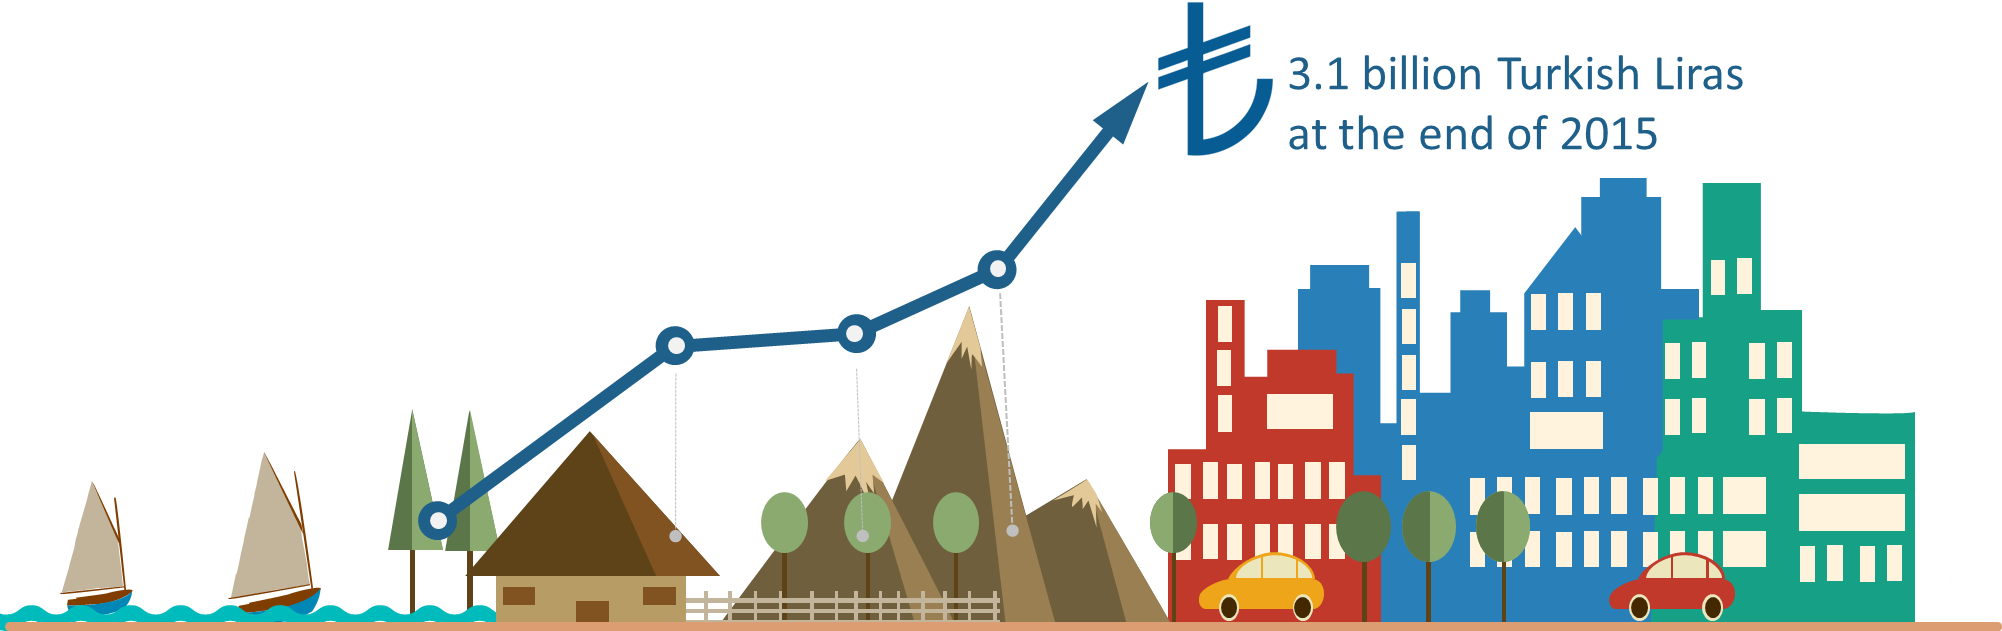 ₺
3.1 billion Turkish Liras
at the end of 2015